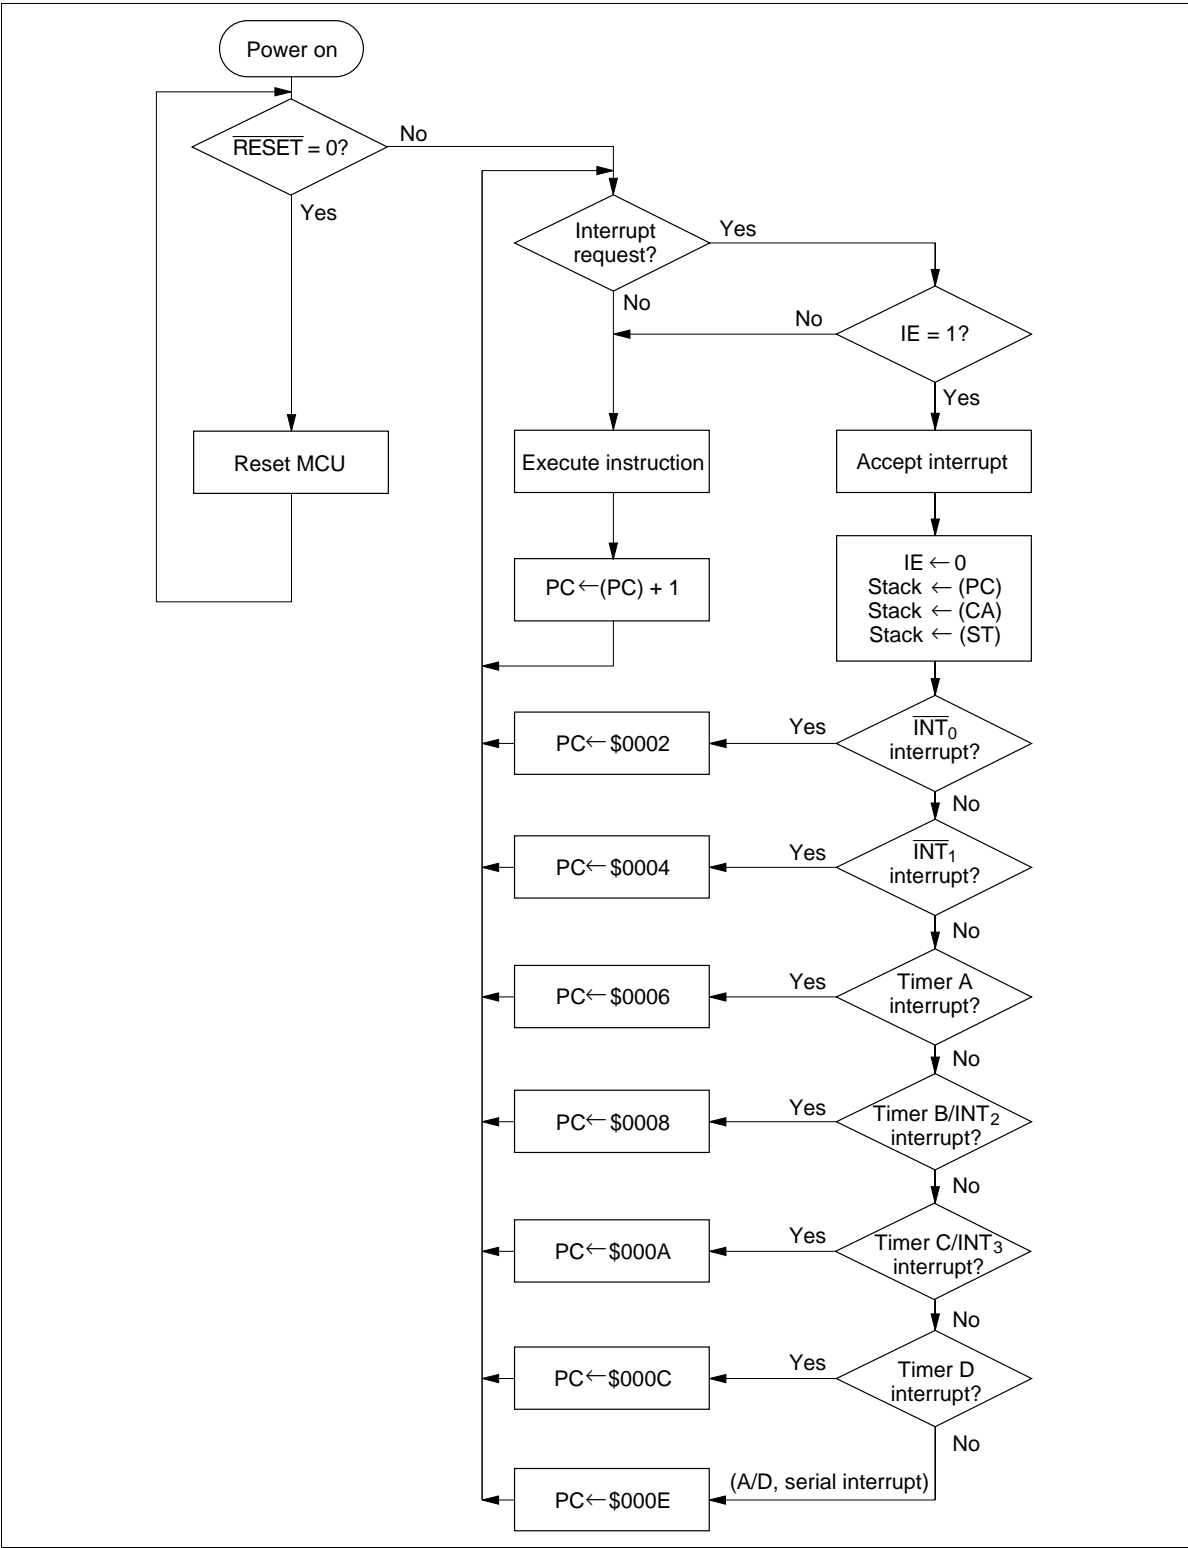 Power on
RESET = 0?
No
Yes
Interrupt
request?
Yes
No
IE = 1?
No
Yes
Reset MCU
Execute instruction
Accept interrupt
PC←(PC) + 1
IE ← 0
Stack ← (PC)
Stack ← (CA)
Stack ← (ST)
PC← $0002
Yes
INT0
interrupt?
No
PC← $0004
Yes
INT1
interrupt?
No
PC← $0006
Yes
Timer A
interrupt?
No
PC← $0008
Yes
Timer B/INT2
interrupt?
No
PC← $000A
Yes
Timer C/INT3
interrupt?
No
PC← $000C
Yes
Timer D
interrupt?
No
PC← $000E
(A/D, serial interrupt)